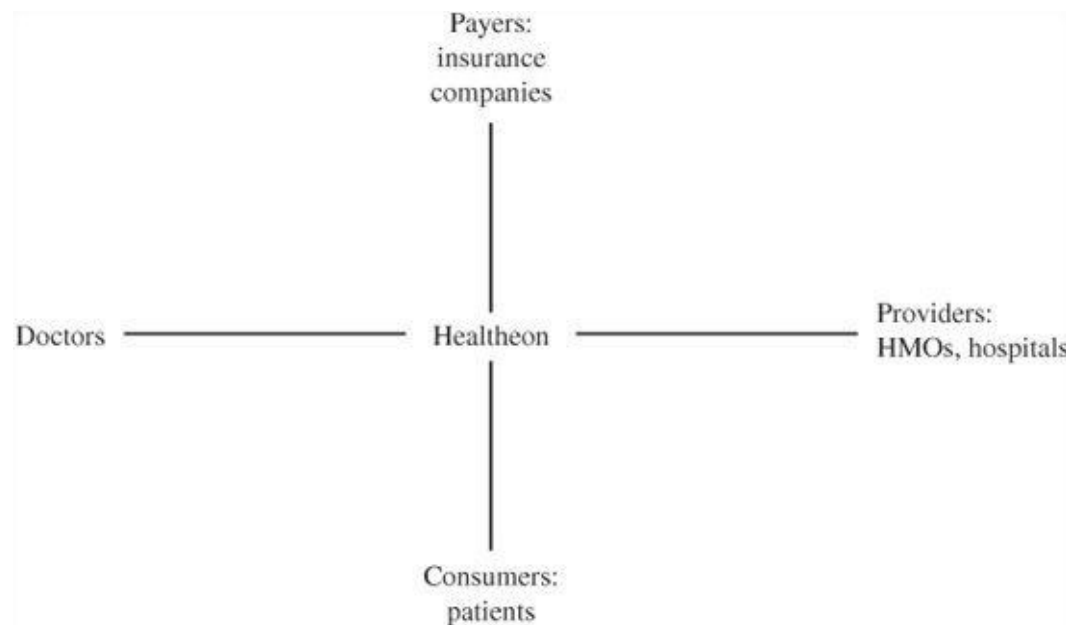 Payers:
insurance
companies
Doctors
Healtheon
Providers:
HMOs, hospitals
Consumers:
patients